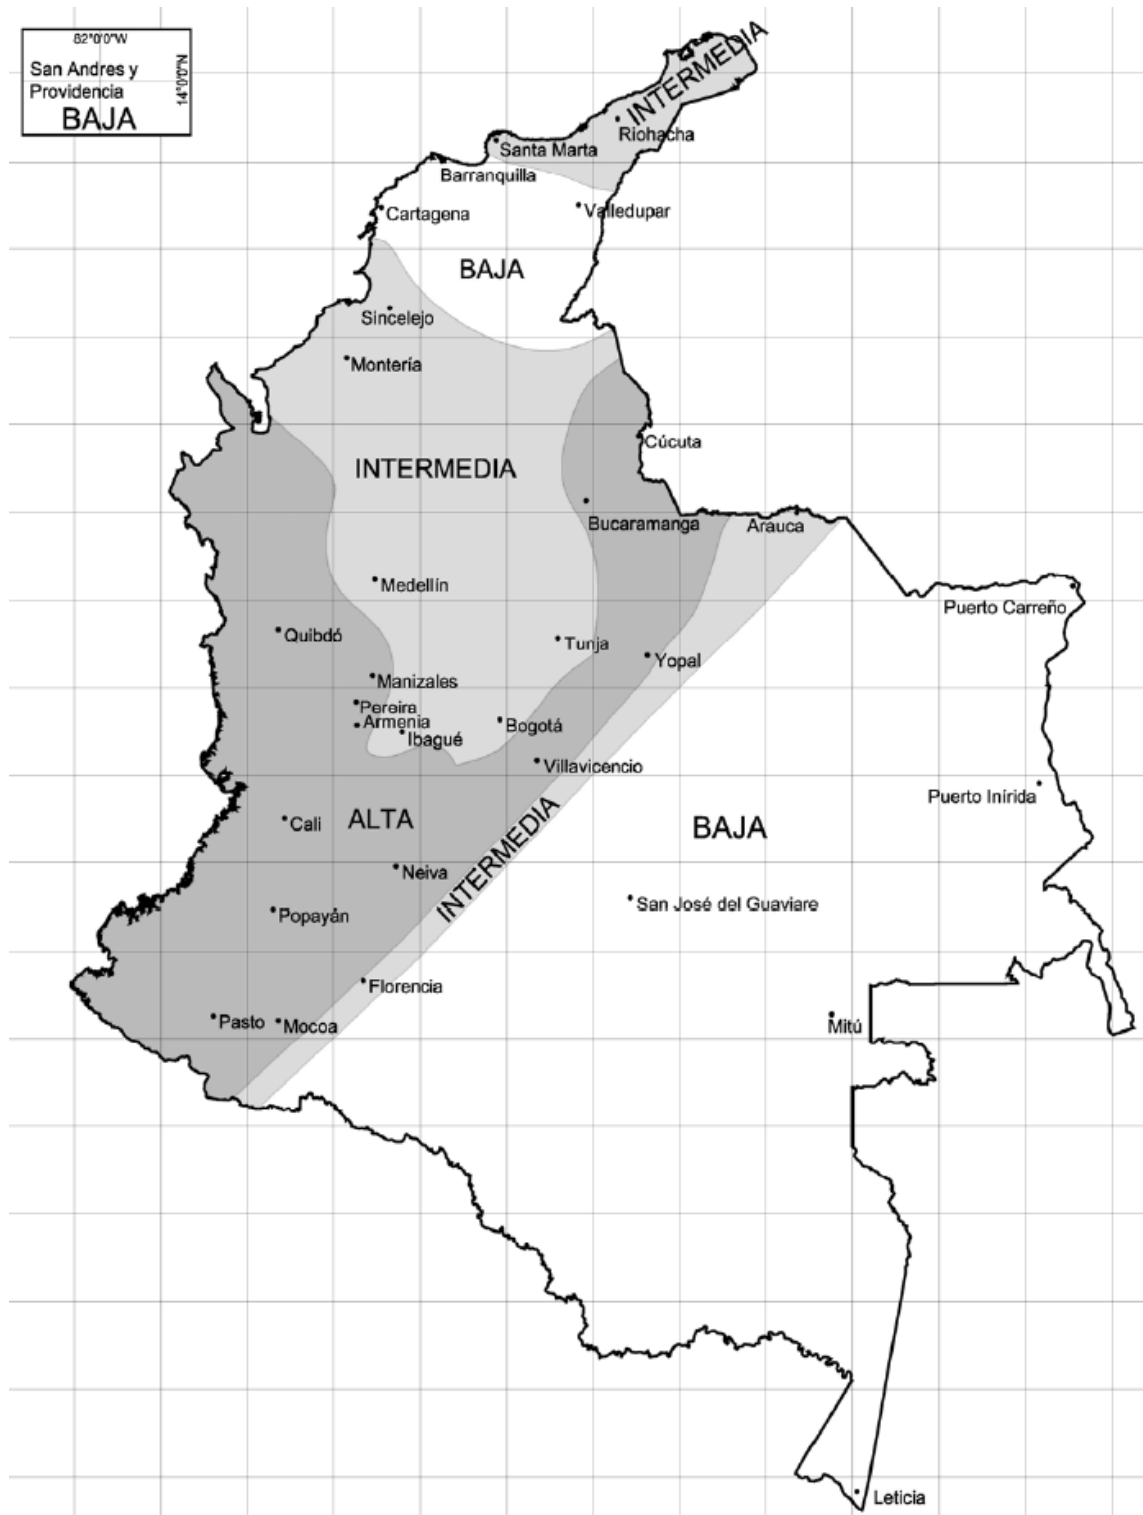 82°0'0"W
14°0'0"N
San Andres y
Providencia
BAJA
INTERMEDIA
Riohacha
Santa Marta
Barranquilla
Cartagena
Valledupar
BAJA
Sincelejo
Montería
Cúcuta
INTERMEDIA
Bucaramanga
Arauca
Medellín
Puerto Carreño
Quibdó
Tunja
Yopal
Manizales
Pereira
Armenia
Ibagué
Bogotá
Villavicencio
Puerto Inírida
ALTA
Cali
BAJA
INTERMEDIA
Neiva
San José del Guaviare
Popayán
Florencia
Pasto
Mocoa
Mitú
Leticia